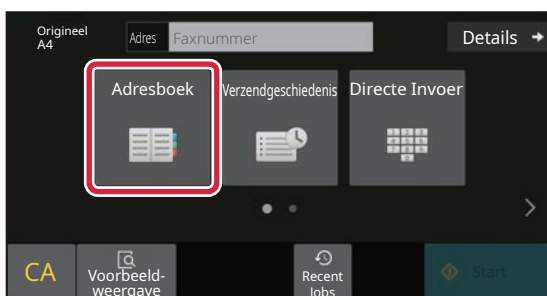 Origineel
A4
Adres Faxnummer
Details
Adresboek
Verzendgeschiedenis
Directe Invoer
CA
Voorbeeld-
weergave
Recent
Jobs
Start